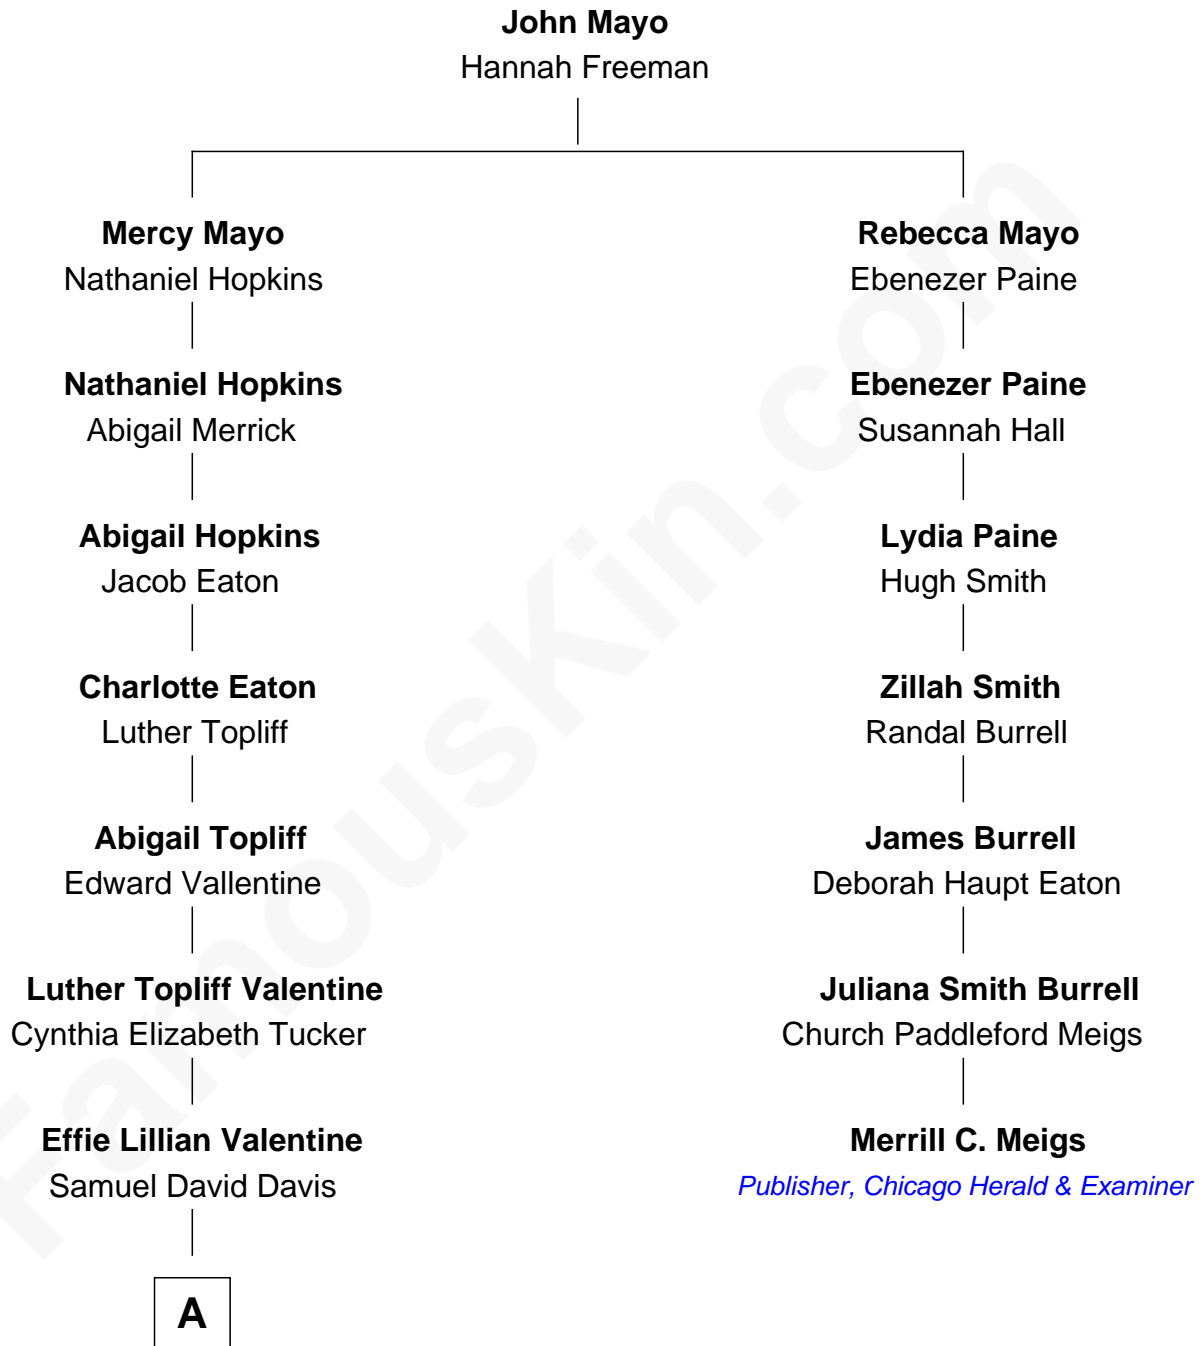 John Mayo
Hannah Freeman
Mercy Mayo
Nathaniel Hopkins
Rebecca Mayo
Ebenezer Paine
Nathaniel Hopkins
Abigail Merrick
Ebenezer Paine
Susannah Hall
Abigail Hopkins
Jacob Eaton
Lydia Paine
Hugh Smith
Charlotte Eaton
Luther Topliff
Zillah Smith
Randal Burrell
Abigail Topliff
Edward Vallentine
James Burrell
Deborah Haupt Eaton
Luther Topliff Valentine
Cynthia Elizabeth Tucker
Juliana Smith Burrell
Church Paddleford Meigs
Effie Lillian Valentine
Samuel David Davis
Merrill C. Meigs
Publisher, Chicago Herald & Examiner
A
FamousKin.com